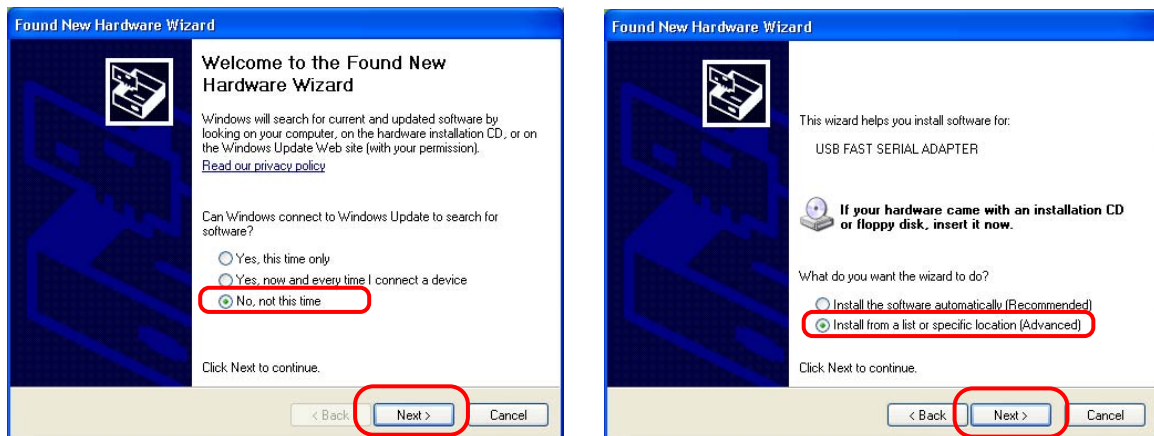 Found New Hardware Wizard
Welcome to the Found New
Hardware Wizard
Windows will search for current and updated software by
looking on your computer, on the hardware installation CD, or on
the Windows Update Web site (with your permission).
Read our privacy policy
Can Windows connect to Windows Update to search for
software?
Yes, this time only
Yes, now and every time I connect a device
No, not this time
Click Next to continue.
< Back
Next >
Cancel
Found New Hardware Wizard
This wizard helps you install software for:
USB FAST SERIAL ADAPTER
If your hardware came with an installation CD
or floppy disk, insert it now.
What do you want the wizard to do?
Install the software automatically (Recommended)
Install from a list or specific location (Advanced)
Click Next to continue.
< Back
Next >
Cancel